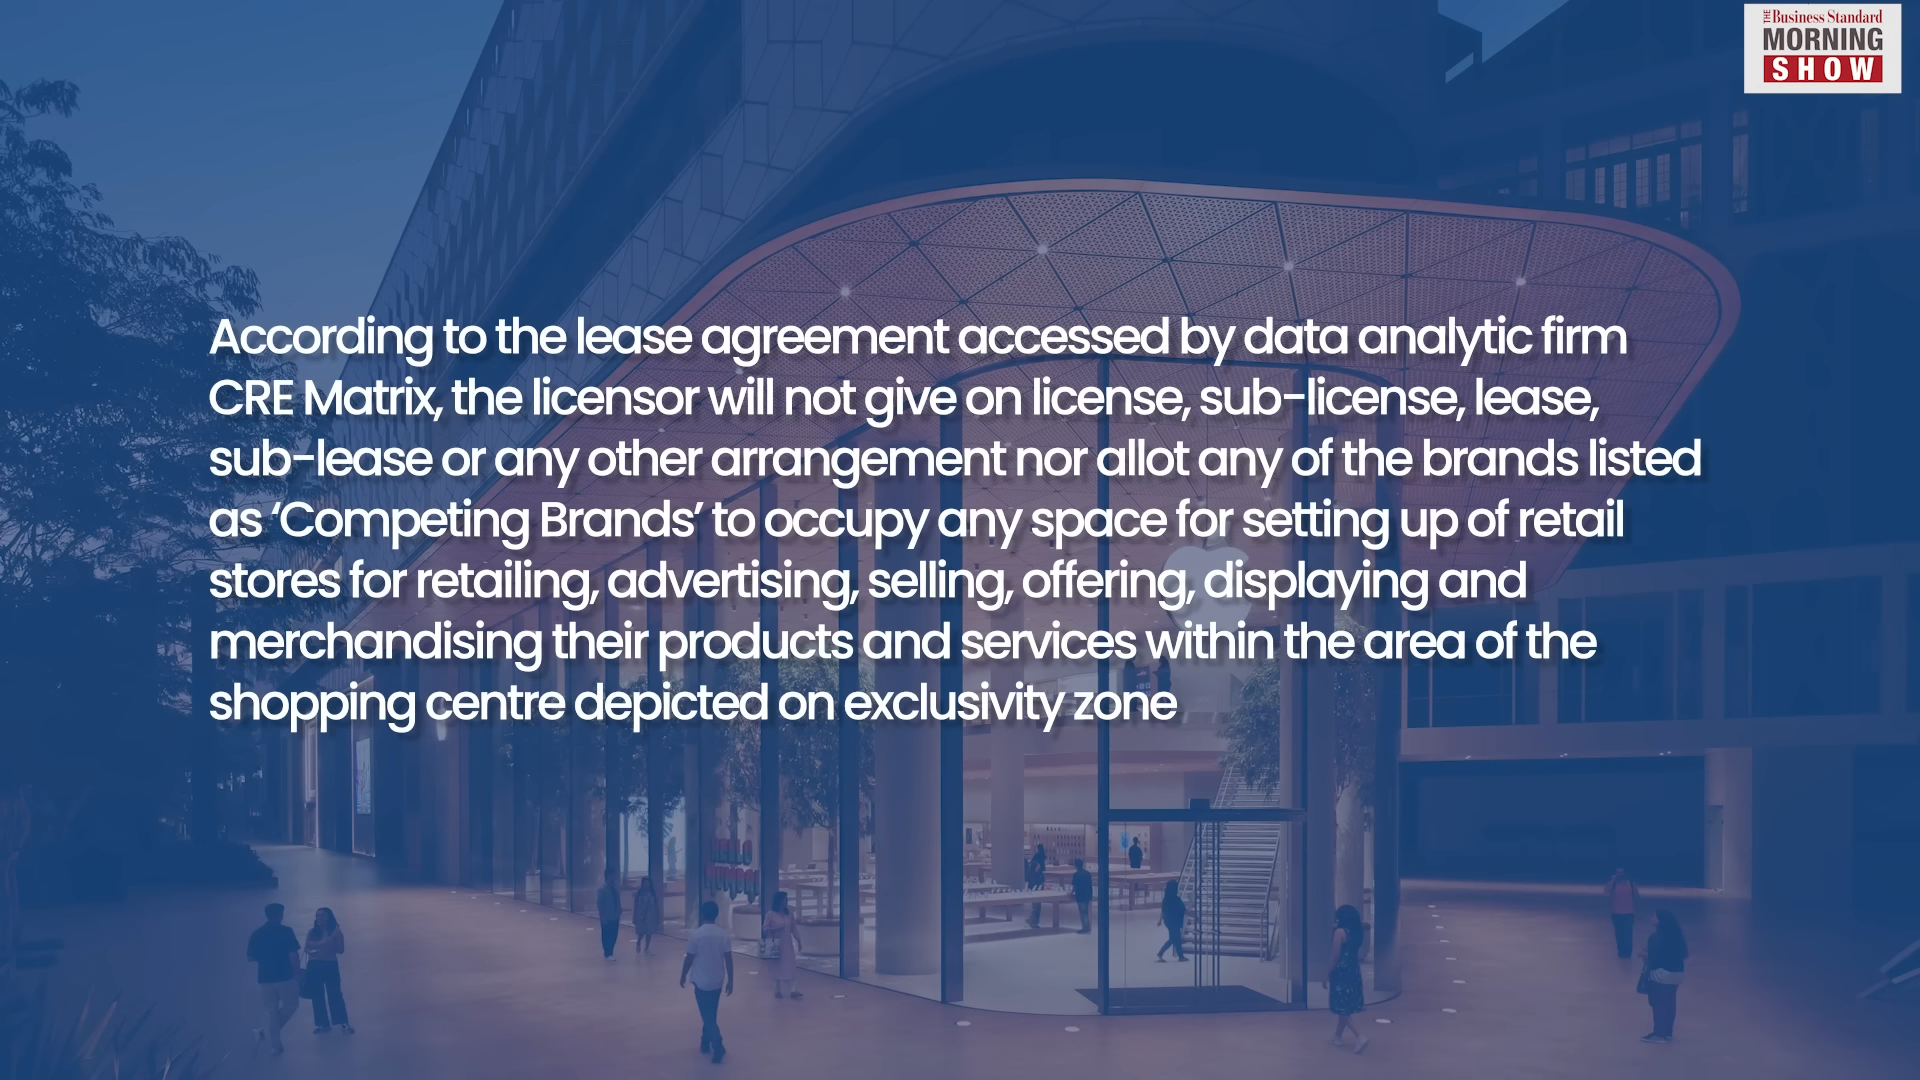 THE Business Standard
MORNING
SHOW
According to the lease agreement accessed by data analytic firm
CRE Matrix, the licensor will not give on license, sub-license, lease,
sub-lease or any other arrangement nor allot any of the brands listed
as ‘Competing Brands’ to occupy any space for setting up of retail
stores for retailing, advertising, selling, offering, displaying and
merchandising their products and services within the area of the
shopping centre depicted on exclusivity zone